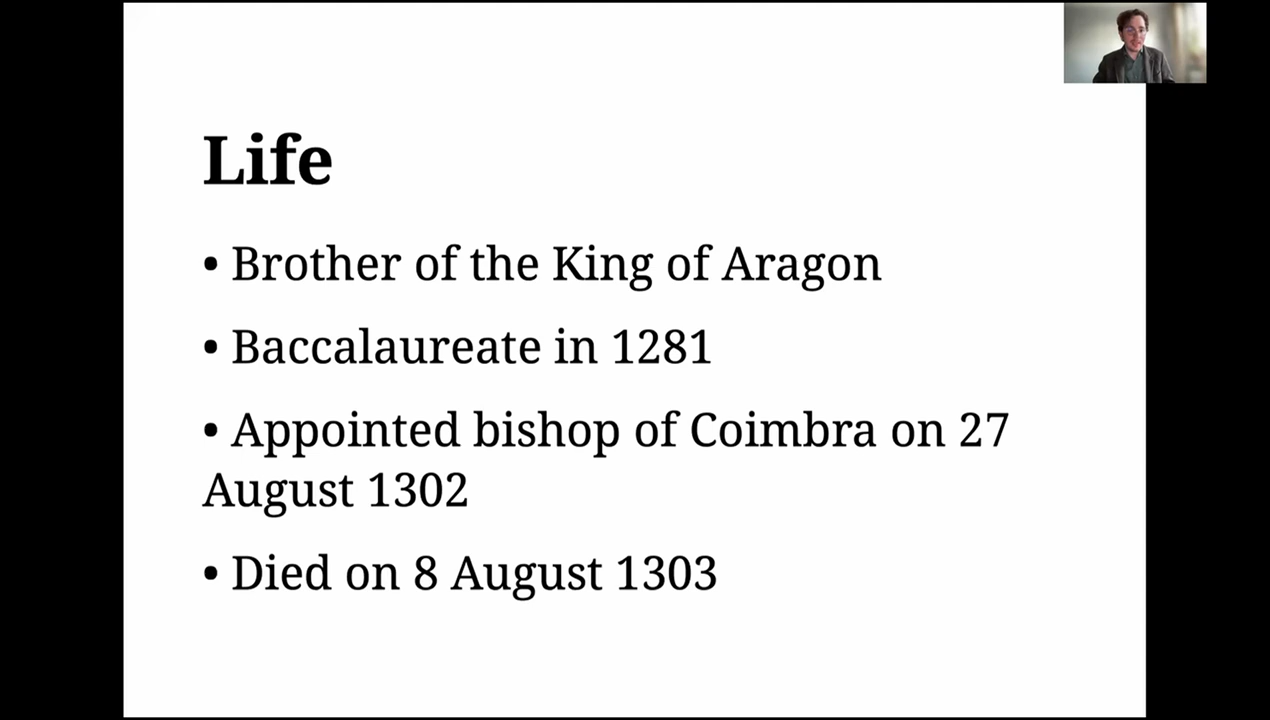 Life
• Brother of the King of Aragon
• Baccalaureate in 1281
• Appointed bishop of Coimbra on 27
August 1302
• Died on 8 August 1303